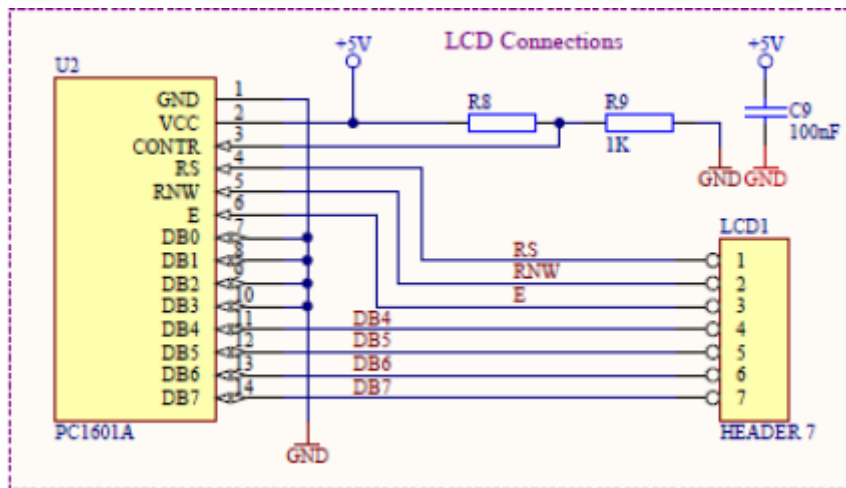 LCD Connections
+5V
+5V
U2
GND 1
VCC 2
CONTR 3
RS 4
RNW 5
E 6
DB0 7
DB1 8
DB2 9
DB3 10
DB4 11
DB5 12
DB6 13
DB7 14
PC1601A
R8
R9
1K
C9
100nF
GND
GND
LCD1
RS 1
RNW 2
E 3
DB4 4
DB5 5
DB6 6
DB7 7
HEADER 7
GND